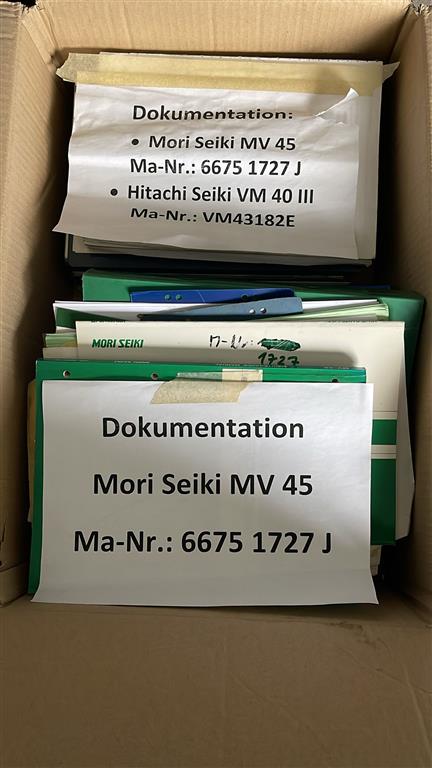 Dokumentation:
• Mori Seiki MV 45
Ma-Nr.: 6675 1727 J
• Hitachi Seiki VM 40 III
Ma-Nr.: VM43182E
MORI SEIKI
1727
Dokumentation
Mori Seiki MV 45
Ma-Nr.: 6675 1727 J